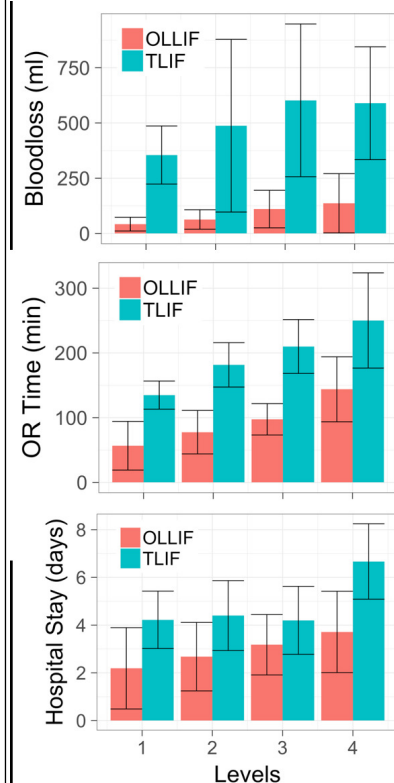 Bloodloss (ml)
750
500
250
0
OLLIF
TLIF
OR Time (min)
300
200
100
0
OLLIF
TLIF
Hospital Stay (days)
8
6
4
2
0
OLLIF
TLIF
1 2 3 4
Levels